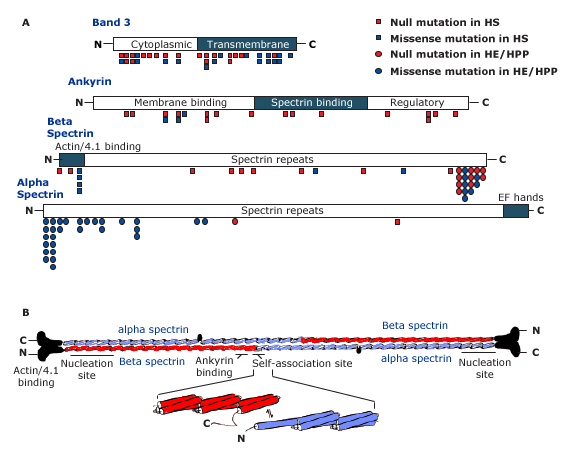 A
Band 3
N
Cytoplasmic
Transmembrane
C
Null mutation in HS
Missense mutation in HS
Null mutation in HE/HPP
Missense mutation in HE/HPP
Ankyrin
N
Membrane binding
Spectrin binding
Regulatory
C
Beta
Spectrin
Actin/4.1 binding
N
Spectrin repeats
C
Alpha
Spectrin
EF hands
N
Spectrin repeats
C
B
alpha spectrin
Beta spectrin
N
C
N
C
Actin/4.1
binding
Nucleation
site
Beta spectrin
Ankyrin
binding
Self-association site
alpha spectrin
Nucleation
site
C
N